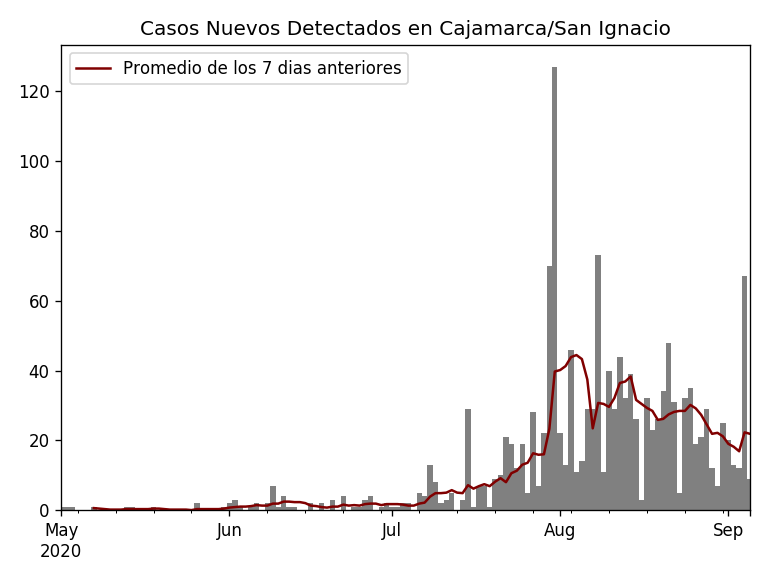 Casos Nuevos Detectados en Cajamarca/San Ignacio
Promedio de los 7 dias anteriores
120
100
80
60
40
20
0
May
Jun
Jul
Aug
Sep
2020